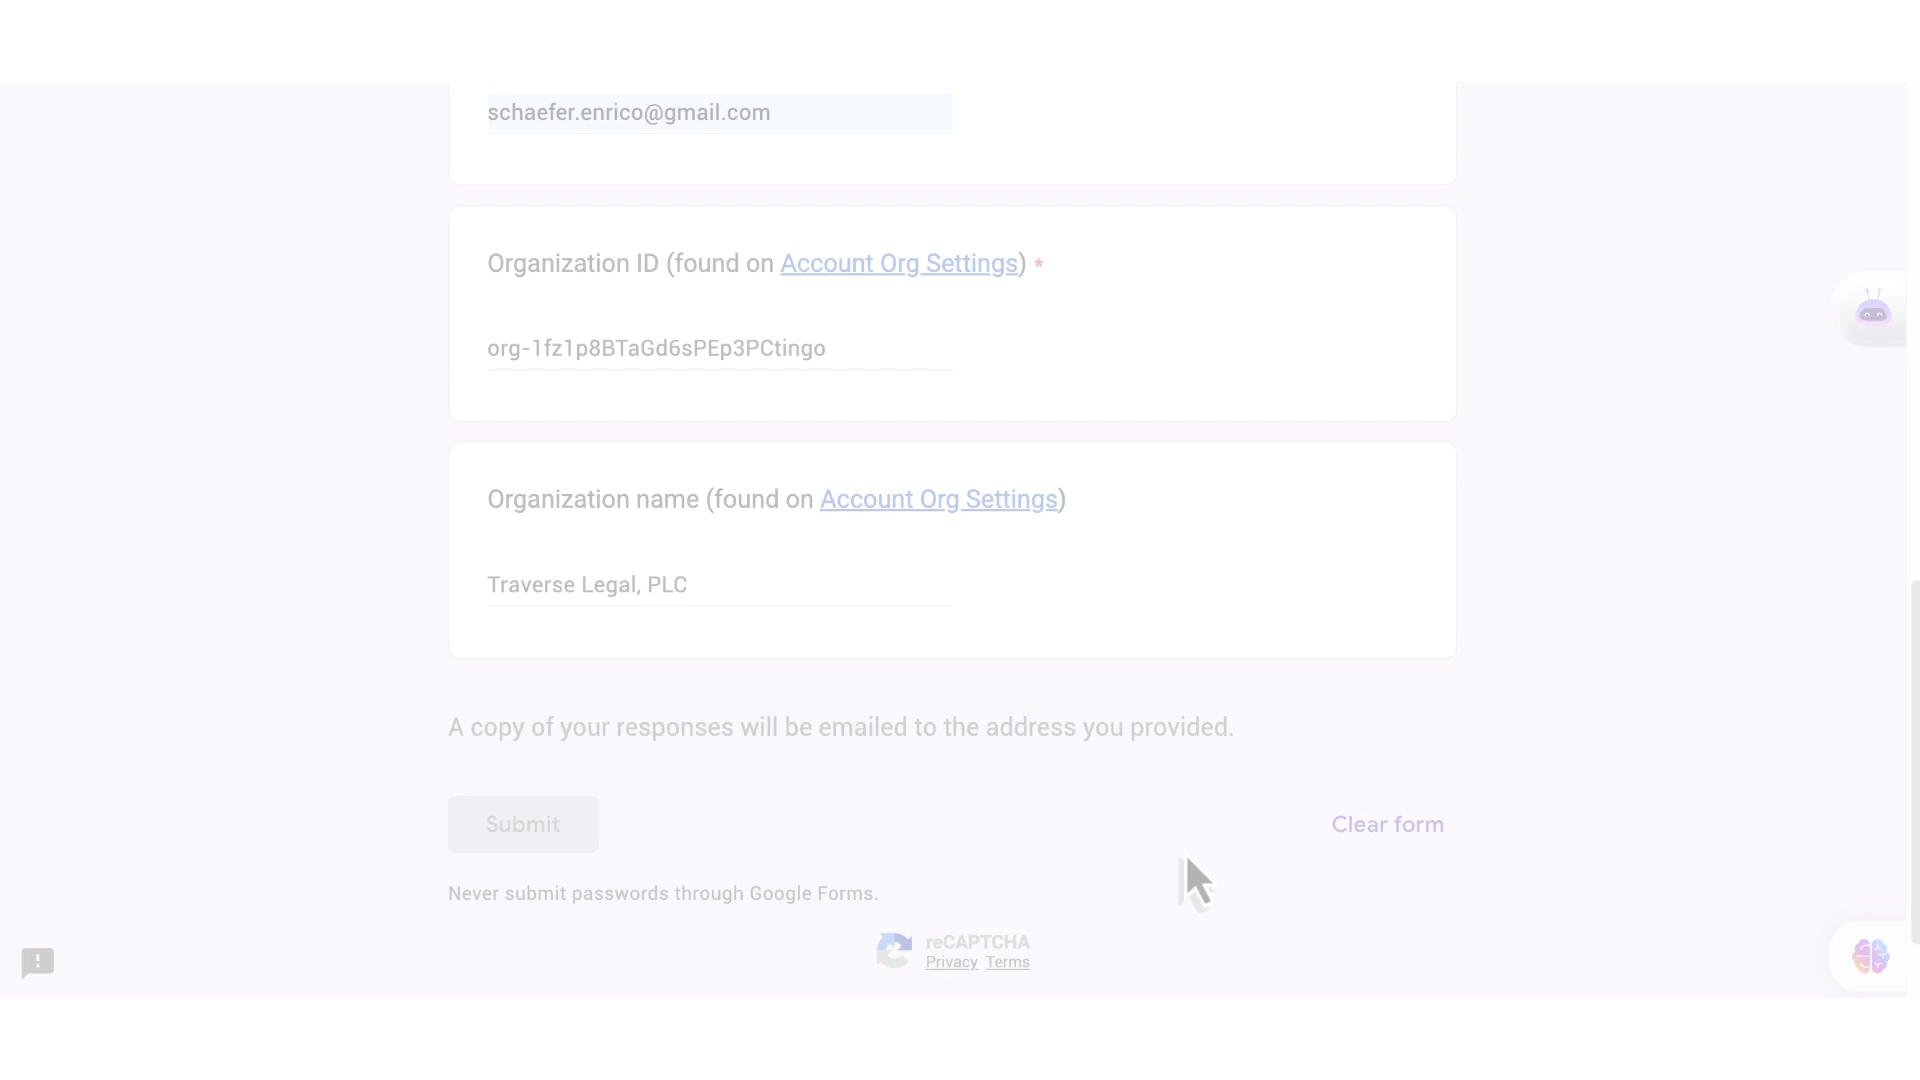 schaefer.enrico@gmail.com
Organization ID (found on Account Org Settings) *
org-1fz1p8BTaGd6sPEp3PCtingo
Organization name (found on Account Org Settings)
Traverse Legal, PLC
A copy of your responses will be emailed to the address you provided.
Submit
Clear form
Never submit passwords through Google Forms.
reCAPTCHA
Privacy Terms